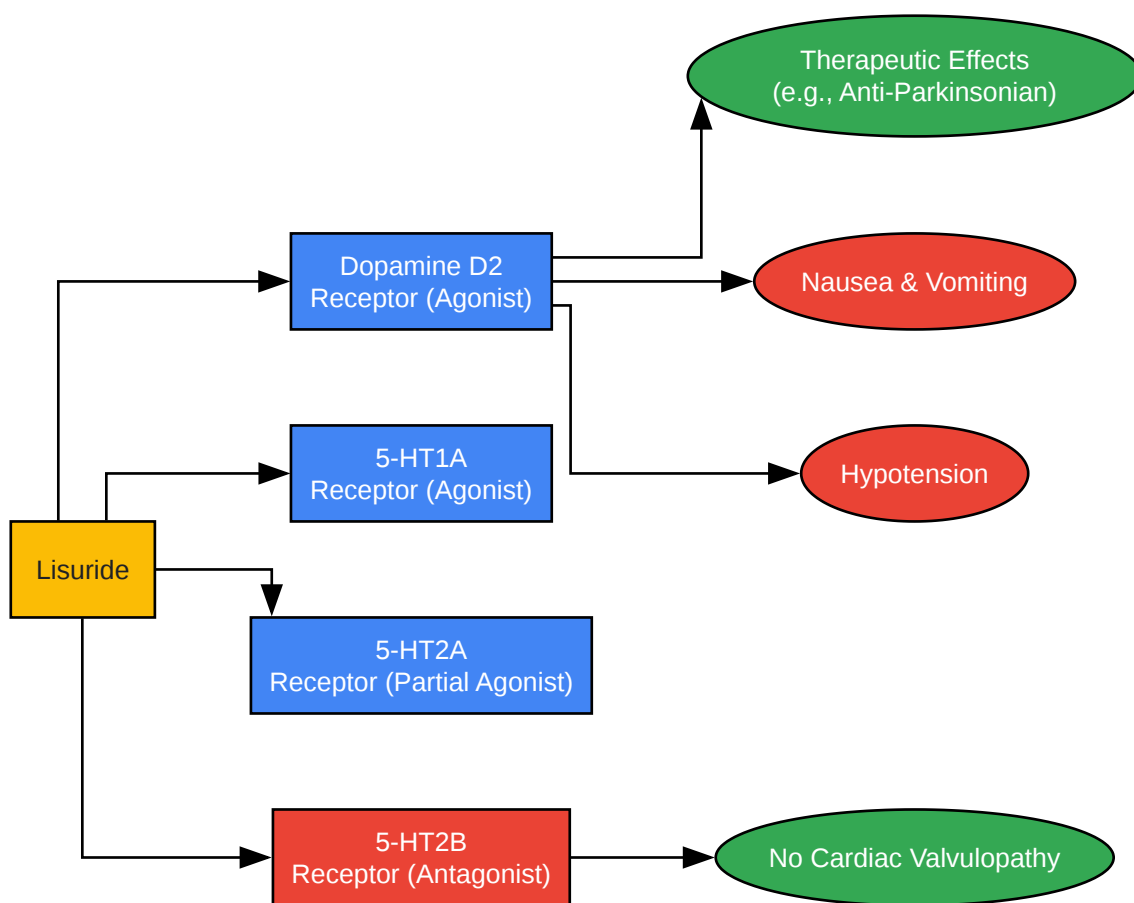 Therapeutic Effects
(e.g., Anti-Parkinsonian)
Dopamine D2
Receptor (Agonist)
Nausea & Vomiting
5-HT1A
Receptor (Agonist)
Hypotension
Lisuride
5-HT2A
Receptor (Partial Agonist)
5-HT2B
Receptor (Antagonist)
No Cardiac Valvulopathy